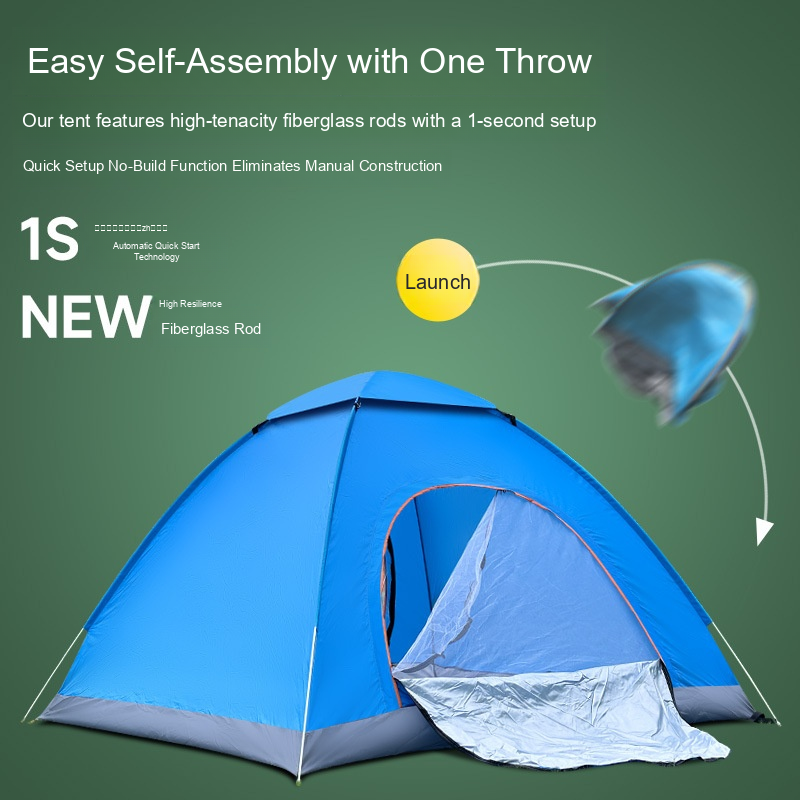 Easy Self-Assembly with One Throw
Our tent features high-tenacity fiberglass rods with a 1-second setup
Quick Setup No-Build Function Eliminates Manual Construction
1S
zh
Automatic Quick Start
Technology
Launch
NEW
High Resilience
Fiberglass Rod